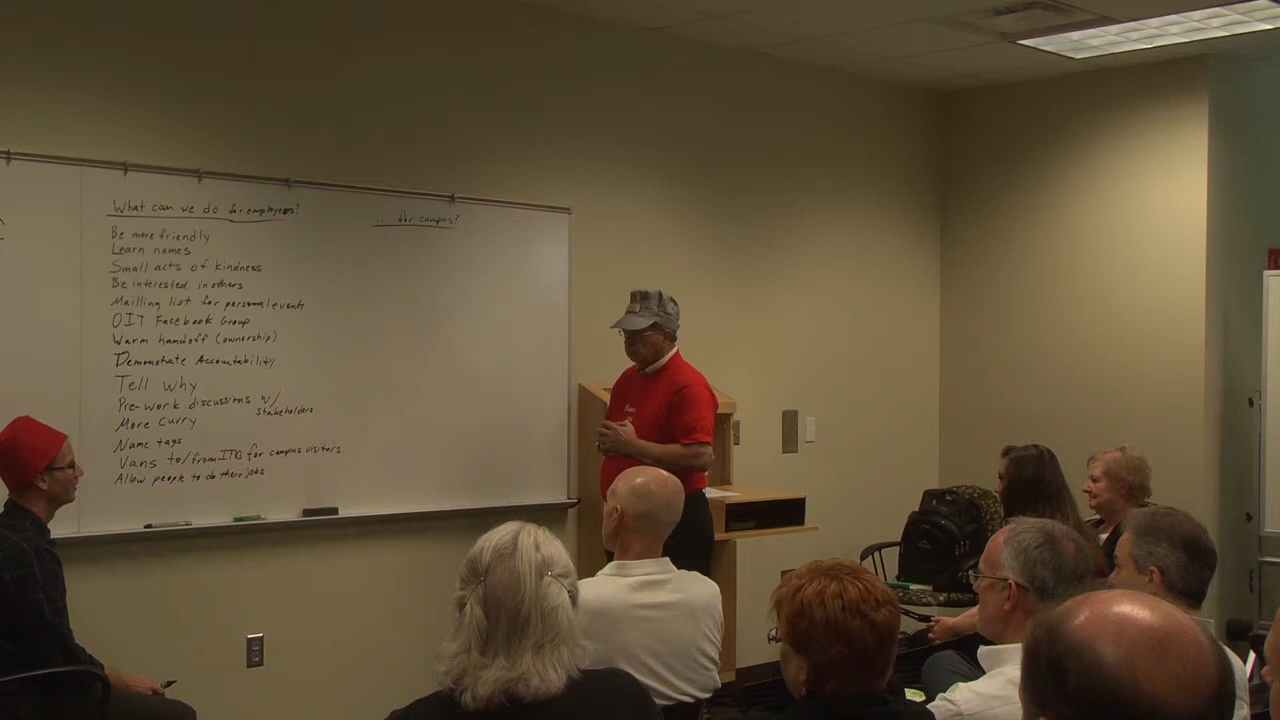 What can we do for employees?
... for campus?
Be more friendly
Learn names
Small acts of kindness
Be interested in others
Mailling list for personal events
OIT Facebook Group
Warm handoff (ownership)
Demonstrate Accountability
Tell why
Pre-work discussions w/
stakeholders.
More Curry
Name tags
Vans to/from ITB for campus visitors
Allow people to do their jobs